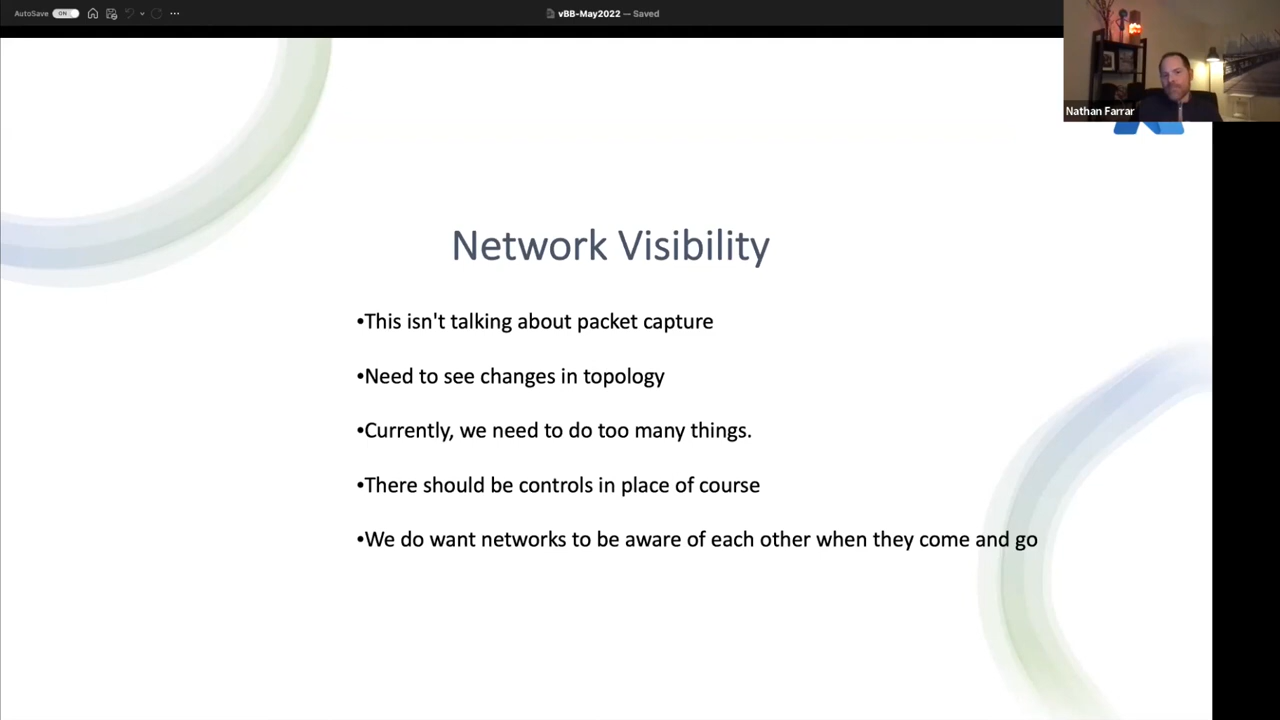 AutoSave ON ... vBB-May2022 — Saved
Nathan Farrar
Network Visibility
•This isn't talking about packet capture
•Need to see changes in topology
•Currently, we need to do too many things.
•There should be controls in place of course
•We do want networks to be aware of each other when they come and go